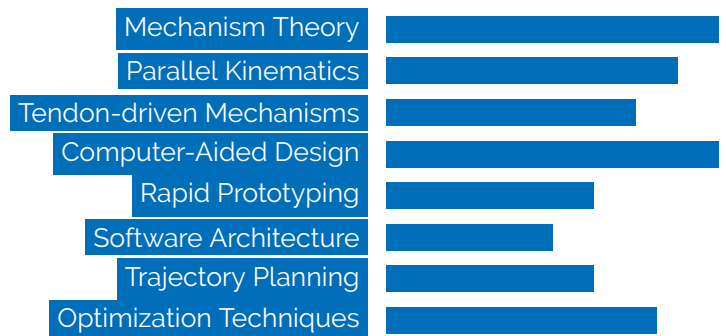 Mechanism Theory
Parallel Kinematics
Tendon-driven Mechanisms
Computer-Aided Design
Rapid Prototyping
Software Architecture
Trajectory Planning
Optimization Techniques